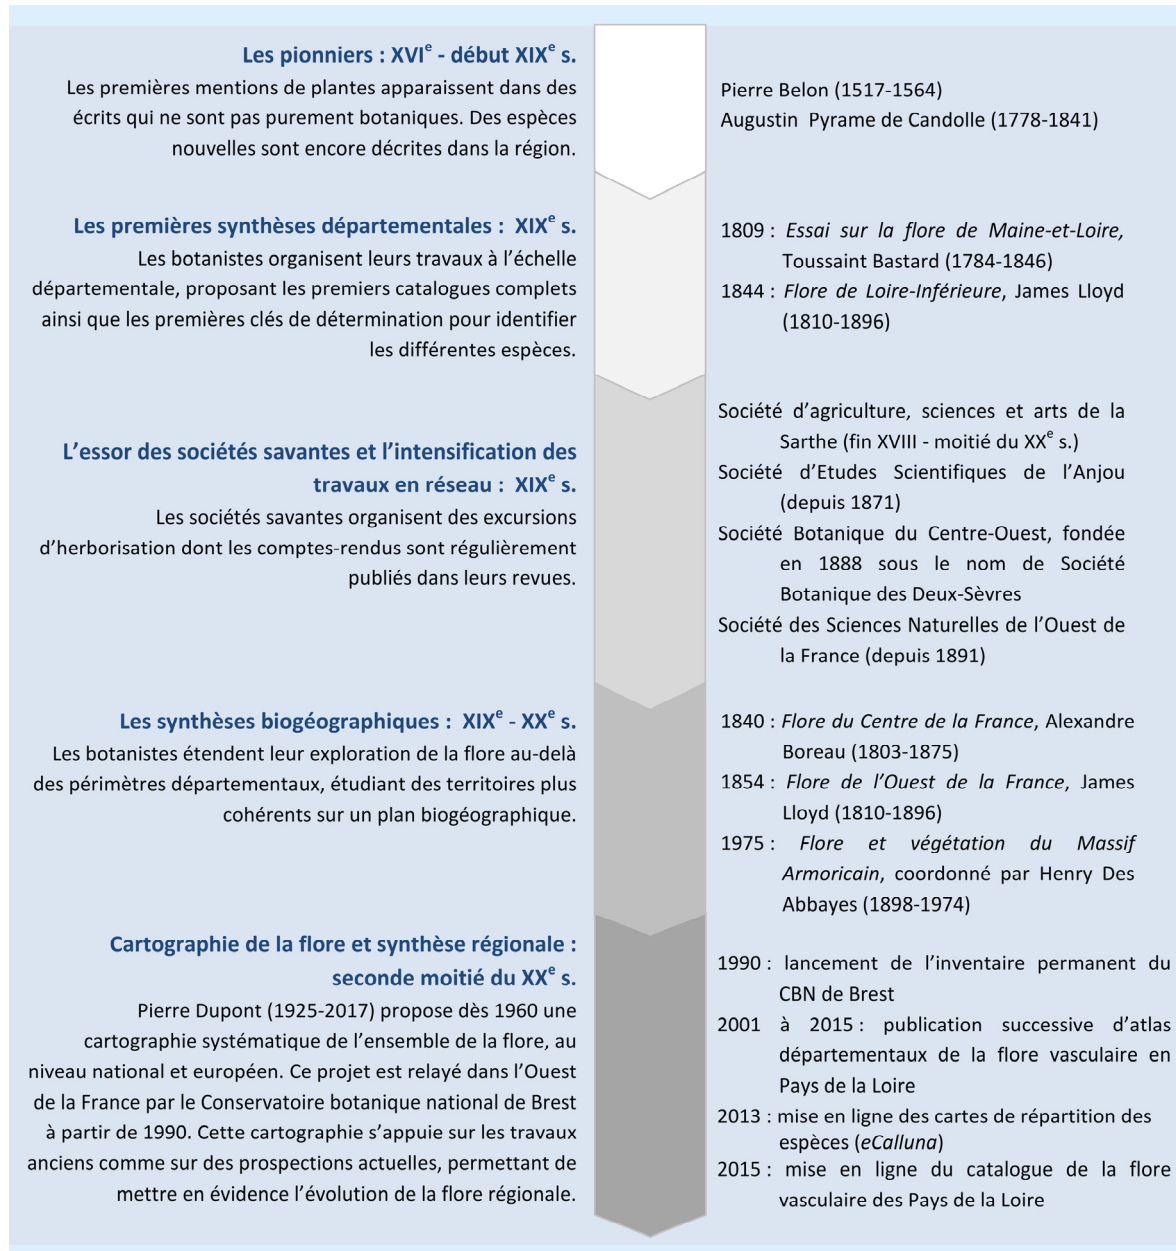 Les pionniers : XVIe - début XIXe s.
Les premières mentions de plantes apparaissent dans des
écrits qui ne sont pas purement botaniques. Des espèces
nouvelles sont encore décrites dans la région.
Pierre Belon (1517-1564)
Augustin Pyrame de Candolle (1778-1841)
Les premières synthèses départementales : XIXe s.
Les botanistes organisent leurs travaux à l'échelle
départementale, proposant les premiers catalogues complets
ainsi que les premières clés de détermination pour identifier
les différentes espèces.
1809 : Essai sur la flore de Maine-et-Loire,
Toussaint Bastard (1784-1846)
1844 : Flore de Loire-Inférieure, James Lloyd
(1810-1896)
L'essor des sociétés savantes et l'intensification des
travaux en réseau : XIXe s.
Les sociétés savantes organisent des excursions
d'herborisation dont les comptes-rendus sont régulièrement
publiés dans leurs revues.
Société d'agriculture, sciences et arts de la
Sarthe (fin XVIII - moitié du XXe s.)
Société d'Etudes Scientifiques de l'Anjou
(depuis 1871)
Société Botanique du Centre-Ouest, fondée
en 1888 sous le nom de Société
Botanique des Deux-Sèvres
Société des Sciences Naturelles de l'Ouest de
la France (depuis 1891)
Les synthèses biogéographiques : XIXe - XXe s.
Les botanistes étendent leur exploration de la flore au-delà
des périmètres départementaux, étudiant des territoires plus
cohérents sur un plan biogéographique.
1840 : Flore du Centre de la France, Alexandre
Boreau (1803-1875)
1854 : Flore de l'Ouest de la France, James
Lloyd (1810-1896)
1975 : Flore et végétation du Massif
Armoricain, coordonné par Henry Des
Abbayes (1898-1974)
Cartographie de la flore et synthèse régionale :
seconde moitié du XXe s.
Pierre Dupont (1925-2017) propose dès 1960 une
cartographie systématique de l'ensemble de la flore, au
niveau national et européen. Ce projet est relayé dans l'Ouest
de la France par le Conservatoire botanique national de Brest
à partir de 1990. Cette cartographie s'appuie sur les travaux
anciens comme sur des prospections actuelles, permettant de
mettre en évidence l'évolution de la flore régionale.
1990 : lancement de l'inventaire permanent du
CBN de Brest
2001 à 2015 : publication successive d'atlas
départementaux de la flore vasculaire en
Pays de la Loire
2013 : mise en ligne des cartes de répartition des
espèces (eCalluna)
2015 : mise en ligne du catalogue de la flore
vasculaire des Pays de la Loire